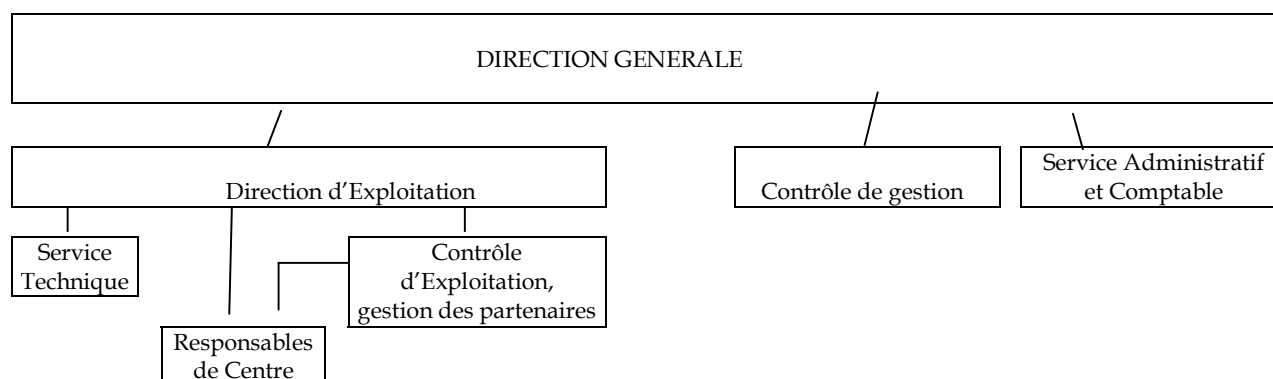 DIRECTION GENERALE
Direction d’Exploitation
Contrôle de gestion
Service Administratif
et Comptable
Service
Technique
Contrôle
d’Exploitation,
gestion des partenaires
Responsables
de Centre